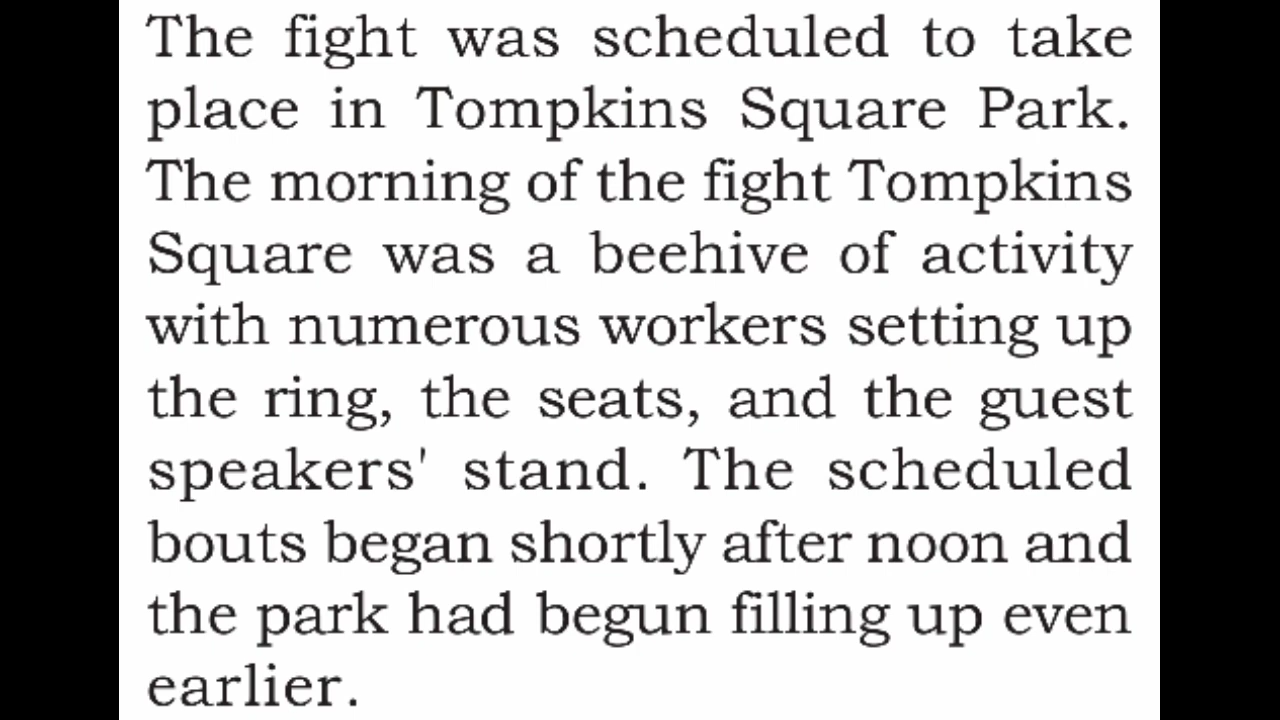 The fight was scheduled to take
place in Tompkins Square Park.
The morning of the fight Tompkins
Square was a beehive of activity
with numerous workers setting up
the ring, the seats, and the guest
speakers' stand. The scheduled
bouts began shortly after noon and
the park had begun filling up even
earlier.